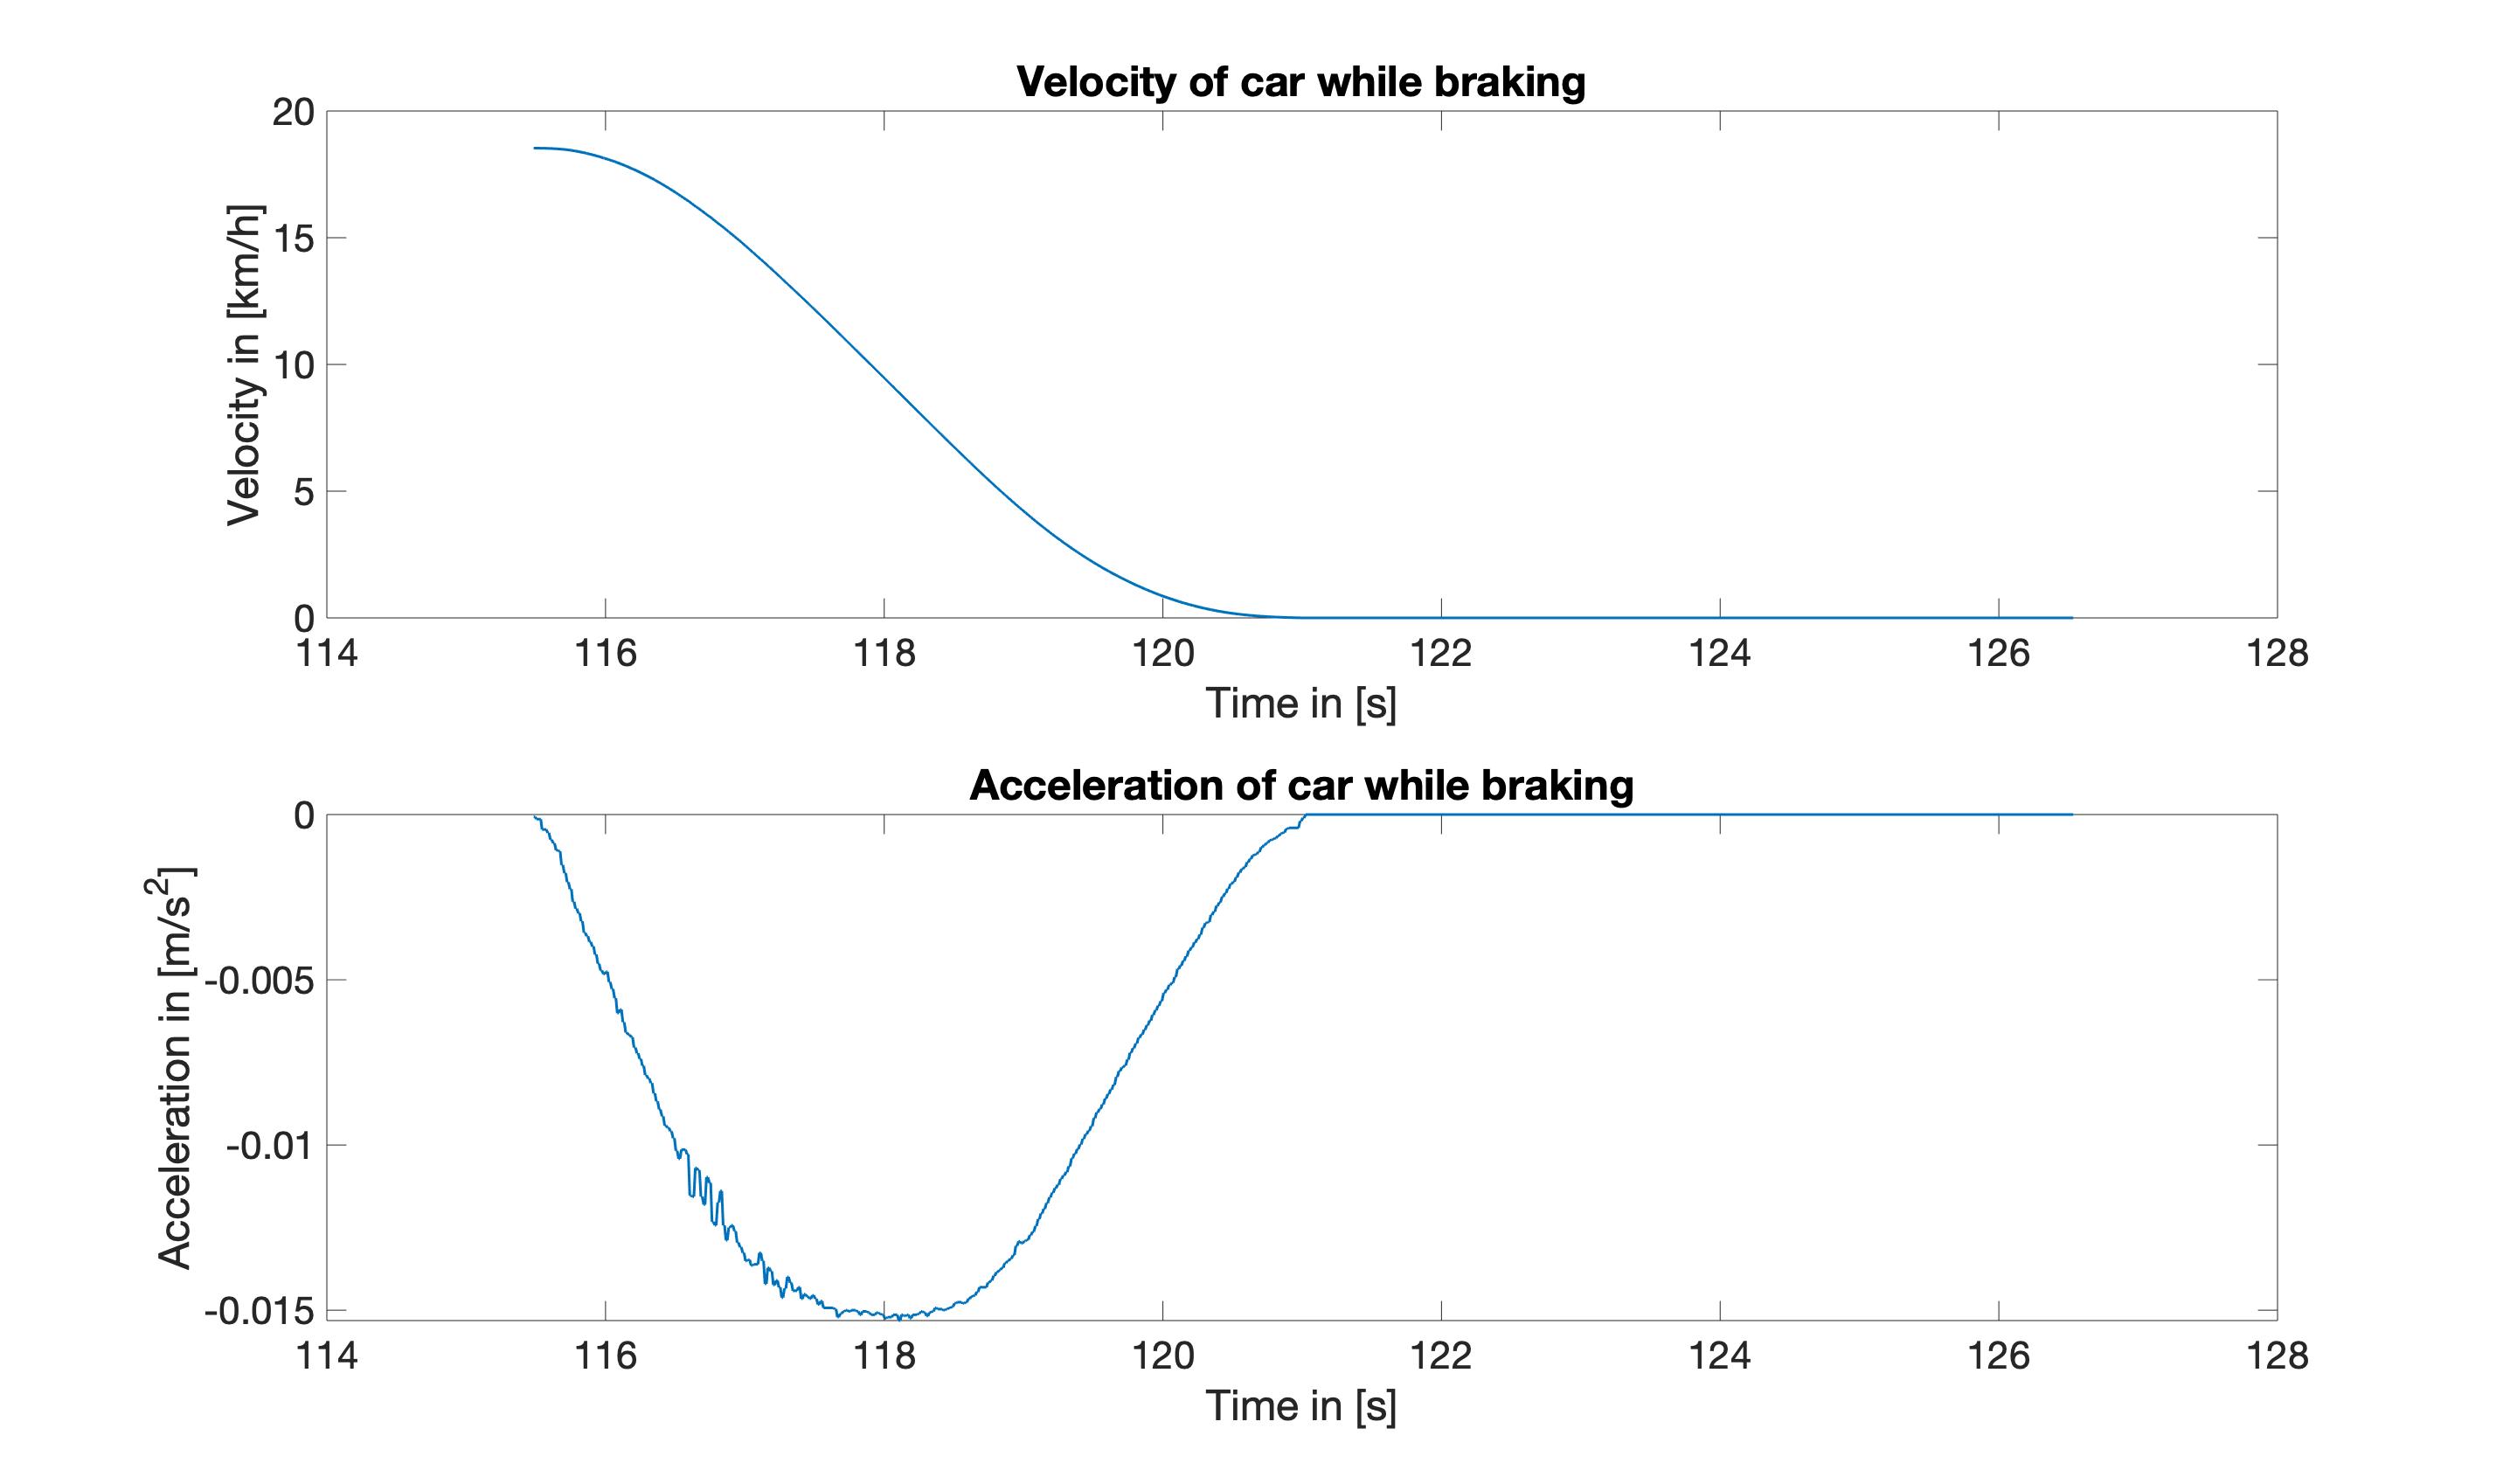 Velocity of car while braking
Velocity in [km/h]
20
15
10
5
0
114 116 118 120 122 124 126 128
Time in [s]
Acceleration of car while braking
Acceleration in [m/s²]
0
-0.005
-0.01
-0.015
114 116 118 120 122 124 126 128
Time in [s]